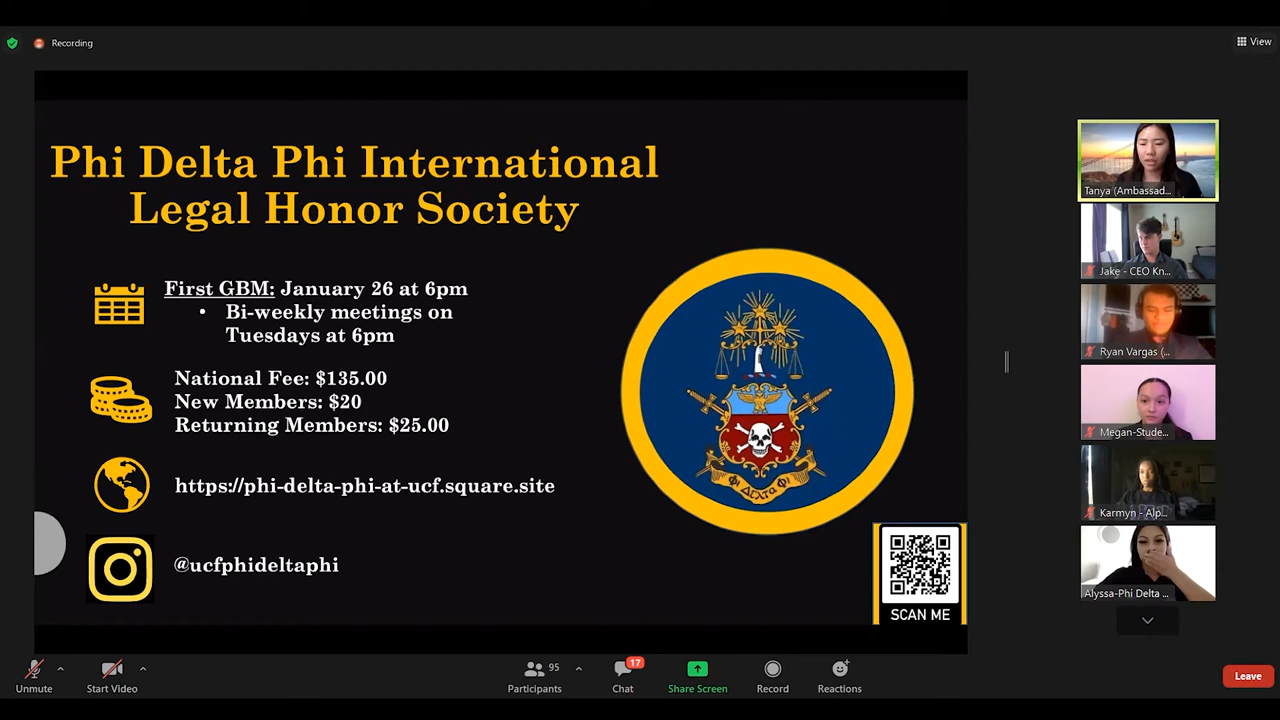 Recording
View
Phi Delta Phi International
Legal Honor Society
First GBM: January 26 at 6pm
• Bi-weekly meetings on
Tuesdays at 6pm
National Fee: $135.00
New Members: $20
Returning Members: $25.00
https://phi-delta-phi-at-ucf.square.site
@ucfphideltaphi
SCAN ME
Tanya (Ambassad...
Jake - CEO Kn...
Ryan Vargas (...
Megan-Stude...
Karmyn - Alp...
Alyssa-Phi Delta ...
Unmute
Start Video
95
Participants
17
Chat
Share Screen
Record
Reactions
Leave